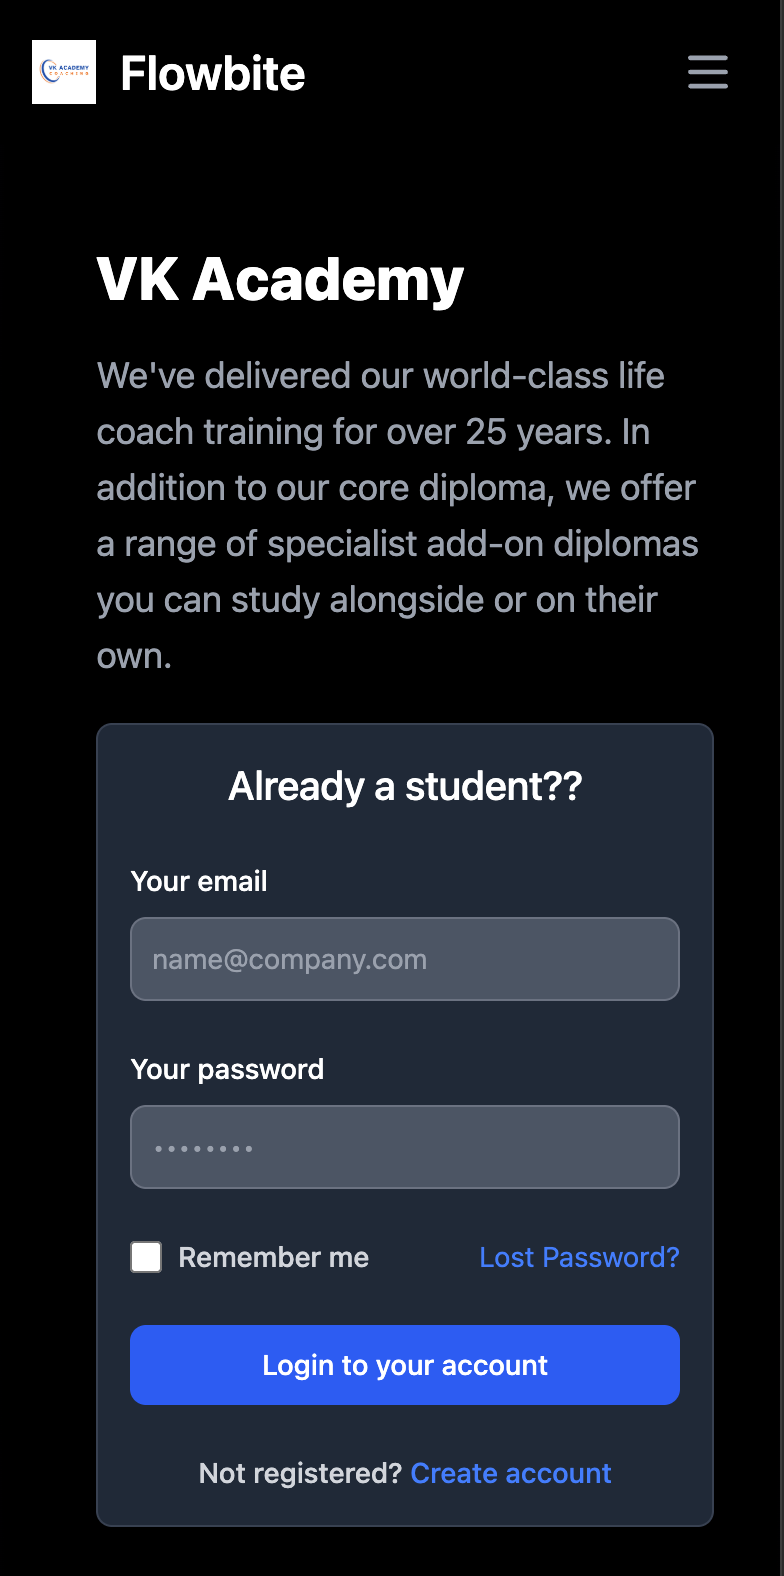 VK ACADEMY
COACHING
Flowbite
VK Academy
We've delivered our world-class life
coach training for over 25 years. In
addition to our core diploma, we offer
a range of specialist add-on diplomas
you can study alongside or on their
own.
Already a student??
Your email
name@company.com
Your password
••••••••
Remember me
Lost Password?
Login to your account
Not registered? Create account